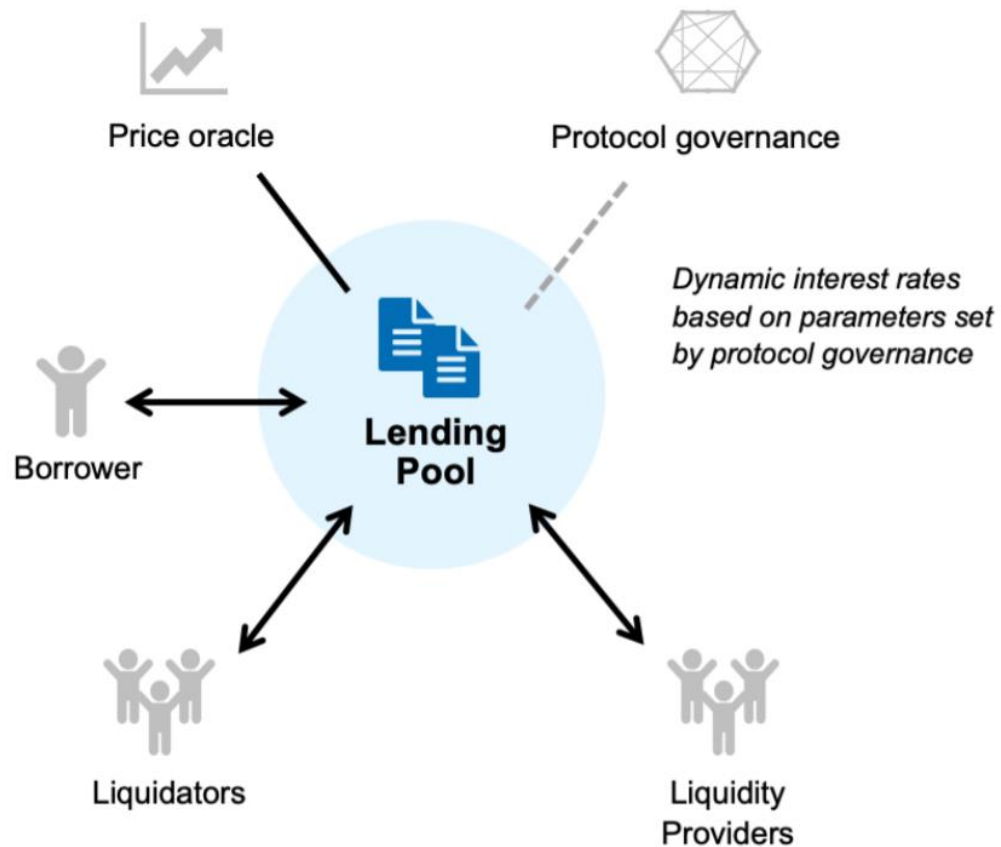 Price oracle
Protocol governance
Dynamic interest rates
based on parameters set
by protocol governance
Lending
Pool
Borrower
Liquidators
Liquidity
Providers